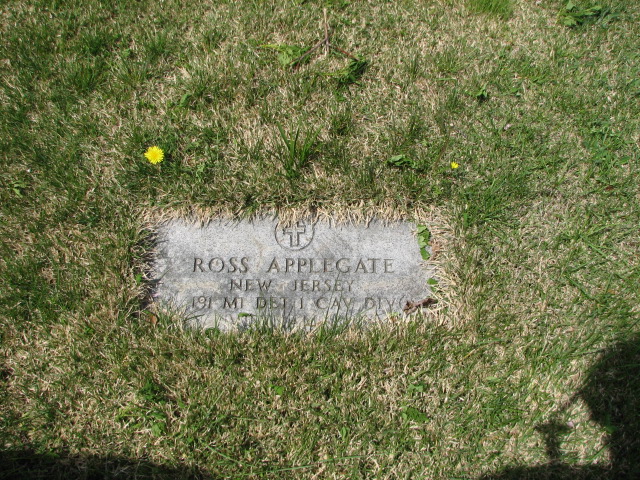 ROSS APPLEGATE
NEW JERSEY
191 MI DET 1 CAV DIV